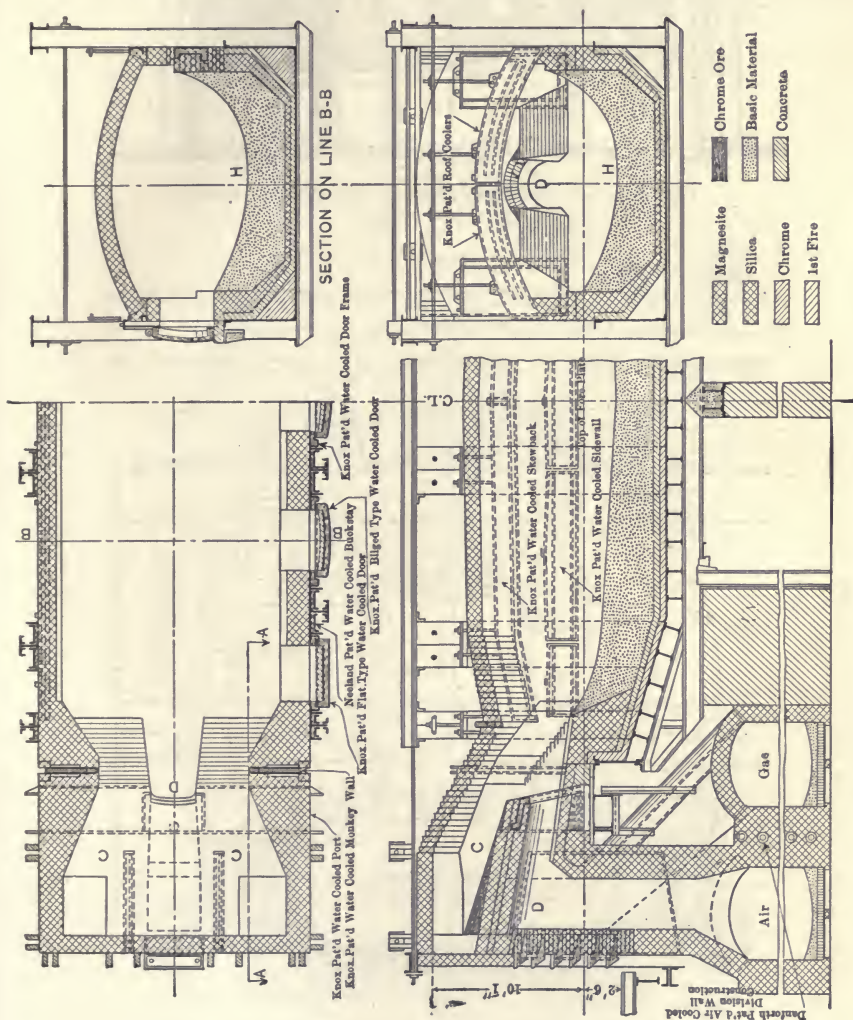 B
B
A
A
C
C
D
Knox Pat'd Water Cooled Door Frame
Neeland Pat'd Water Cooled Buckstay
Knox Pat'd Flat Type Water Cooled Door
Knox Pat'd Bilged Type Water Cooled Door
Knox Pat'd Water Cooled Port
Knox Pat'd Water Cooled Monkey Wall
H
SECTION ON LINE B-B
C.L.
Knox Pat'd Water Cooled Skewback
Top of Fore Plate
Knox Pat'd Water Cooled Sidewall
C
D
Air
Gas
10'1"
2'6"
Danforth Pat'd Air Cooled
Division Wall
Construction
Knox Pat'd Roof Coolers
D
H
Magnesite
Silica
Chrome
1st Fire
Chrome Ore
Basic Material
Concrete